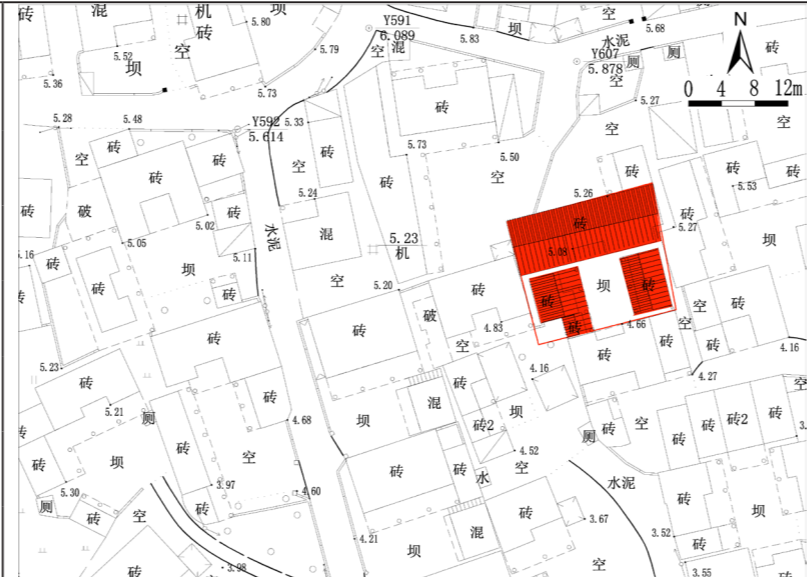 砖
混
机
坝
砖
5.80
空
5.52
坝
5.79
5.36
5.73
Y591
6.089
混
空
5.83
坝
空
水泥
5.68
Y607
厕
厕
5.878
空
砖
N
0 4 8 12m
5.28
5.48
Y592
5.614
5.33
砖
5.73
5.27
空
空
空
砖
砖
砖
空
砖
5.50
破
砖
5.24
砖
空
砖
砖
砖
5.53
砖
砖
5.02
混
5.26
砖
砖
5.27
水泥
5.23
机
坝
5.05
5.11
5.08
5.16
砖
砖
坝
空
5.20
砖
坝
砖
砖
砖
砖
破
砖
空
砖
空
砖
砖
砖
4.83
空
4.66
砖
砖
砖
4.16
5.23
砖
砖
4.16
4.27
空
5.21
厕
砖
坝
混
坝
砖2
4.68
厕
砖
空
砖
砖
砖2
砖
砖
坝
砖
空
4.52
砖
砖
水
空
3.97
4.60
水泥
5.30
厕
砖
空
砖
砖
砖
坝
4.21
混
3.67
3.52
砖
坝
空
3.98
砖
3.55
砖